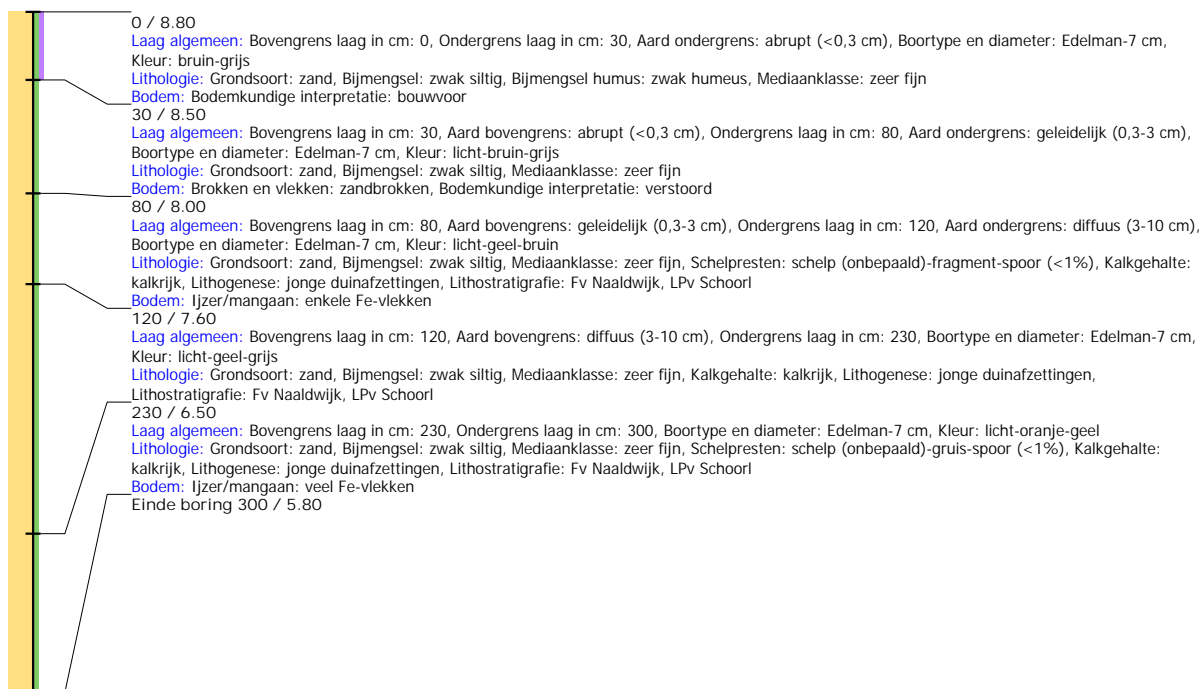 0 / 8.80
Laag algemeen: Bovengrens laag in cm: 0, Ondergrens laag in cm: 30, Aard ondergrens: abrupt (<0,3 cm), Boortype en diameter: Edelman-7 cm,
Kleur: bruin-grijs
Lithologie: Grondsoort: zand, Bijmengsel: zwak siltig, Bijmengsel humus: zwak humeus, Mediaanklasse: zeer fijn
Bodem: Bodemkundige interpretatie: bouwvoor
30 / 8.50
Laag algemeen: Bovengrens laag in cm: 30, Aard bovengrens: abrupt (<0,3 cm), Ondergrens laag in cm: 80, Aard ondergrens: geleidelijk (0,3-3 cm),
Boortype en diameter: Edelman-7 cm, Kleur: licht-bruin-grijs
Lithologie: Grondsoort: zand, Bijmengsel: zwak siltig, Mediaanklasse: zeer fijn
Bodem: Brokken en vlekken: zandbrokken, Bodemkundige interpretatie: verstoord
80 / 8.00
Laag algemeen: Bovengrens laag in cm: 80, Aard bovengrens: geleidelijk (0,3-3 cm), Ondergrens laag in cm: 120, Aard ondergrens: diffuus (3-10 cm),
Boortype en diameter: Edelman-7 cm, Kleur: licht-geel-bruin
Lithologie: Grondsoort: zand, Bijmengsel: zwak siltig, Mediaanklasse: zeer fijn, Schelpresten: schelp (onbepaald)-fragment-spoor (<1%), Kalkgehalte:
kalkrijk, Lithogenese: jonge duinafzettingen, Lithostratigrafie: Fv Naaldwijk, LPv Schoorl
Bodem: Ijzer/mangaan: enkele Fe-vlekken
120 / 7.60
Laag algemeen: Bovengrens laag in cm: 120, Aard bovengrens: diffuus (3-10 cm), Ondergrens laag in cm: 230, Boortype en diameter: Edelman-7 cm,
Kleur: licht-geel-grijs
Lithologie: Grondsoort: zand, Bijmengsel: zwak siltig, Mediaanklasse: zeer fijn, Kalkgehalte: kalkrijk, Lithogenese: jonge duinafzettingen,
Lithostratigrafie: Fv Naaldwijk, LPv Schoorl
230 / 6.50
Laag algemeen: Bovengrens laag in cm: 230, Ondergrens laag in cm: 300, Boortype en diameter: Edelman-7 cm, Kleur: licht-oranje-geel
Lithologie: Grondsoort: zand, Bijmengsel: zwak siltig, Mediaanklasse: zeer fijn, Schelpresten: schelp (onbepaald)-gruis-spoor (<1%), Kalkgehalte:
kalkrijk, Lithogenese: jonge duinafzettingen, Lithostratigrafie: Fv Naaldwijk, LPv Schoorl
Bodem: Ijzer/mangaan: veel Fe-vlekken
Einde boring 300 / 5.80